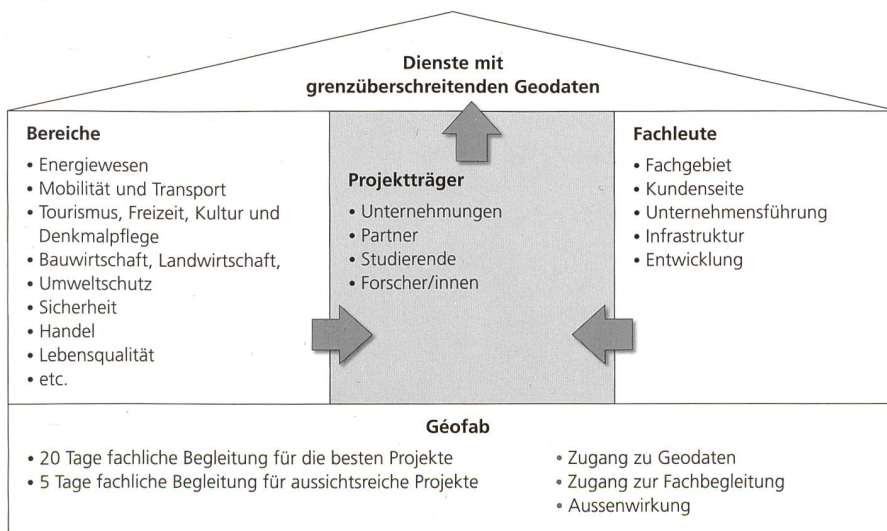 Dienste mit
grenzüberschreitenden Geodaten
Bereiche
• Energiewesen
• Mobilität und Transport
• Tourismus, Freizeit, Kultur und
Denkmalpflege
• Bauwirtschaft, Landwirtschaft,
• Umweltschutz
• Sicherheit
• Handel
• Lebensqualität
• etc.
Projektträger
• Unternehmungen
• Partner
• Studierende
• Forscher/innen
Fachleute
• Fachgebiet
• Kundenseite
• Unternehmensführung
• Infrastruktur
• Entwicklung
Géofab
• 20 Tage fachliche Begleitung für die besten Projekte
• 5 Tage fachliche Begleitung für aussichtsreiche Projekte
• Zugang zu Geodaten
• Zugang zur Fachbegleitung
• Aussenwirkung